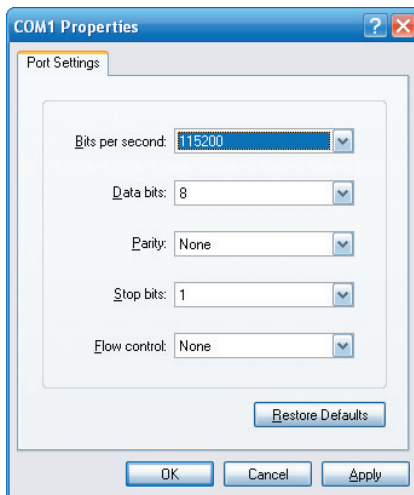 COM1 Properties
Port Settings
Bits per second: 115200
Data bits: 8
Parity: None
Stop bits: 1
Flow control: None
Restore Defaults
OK Cancel Apply